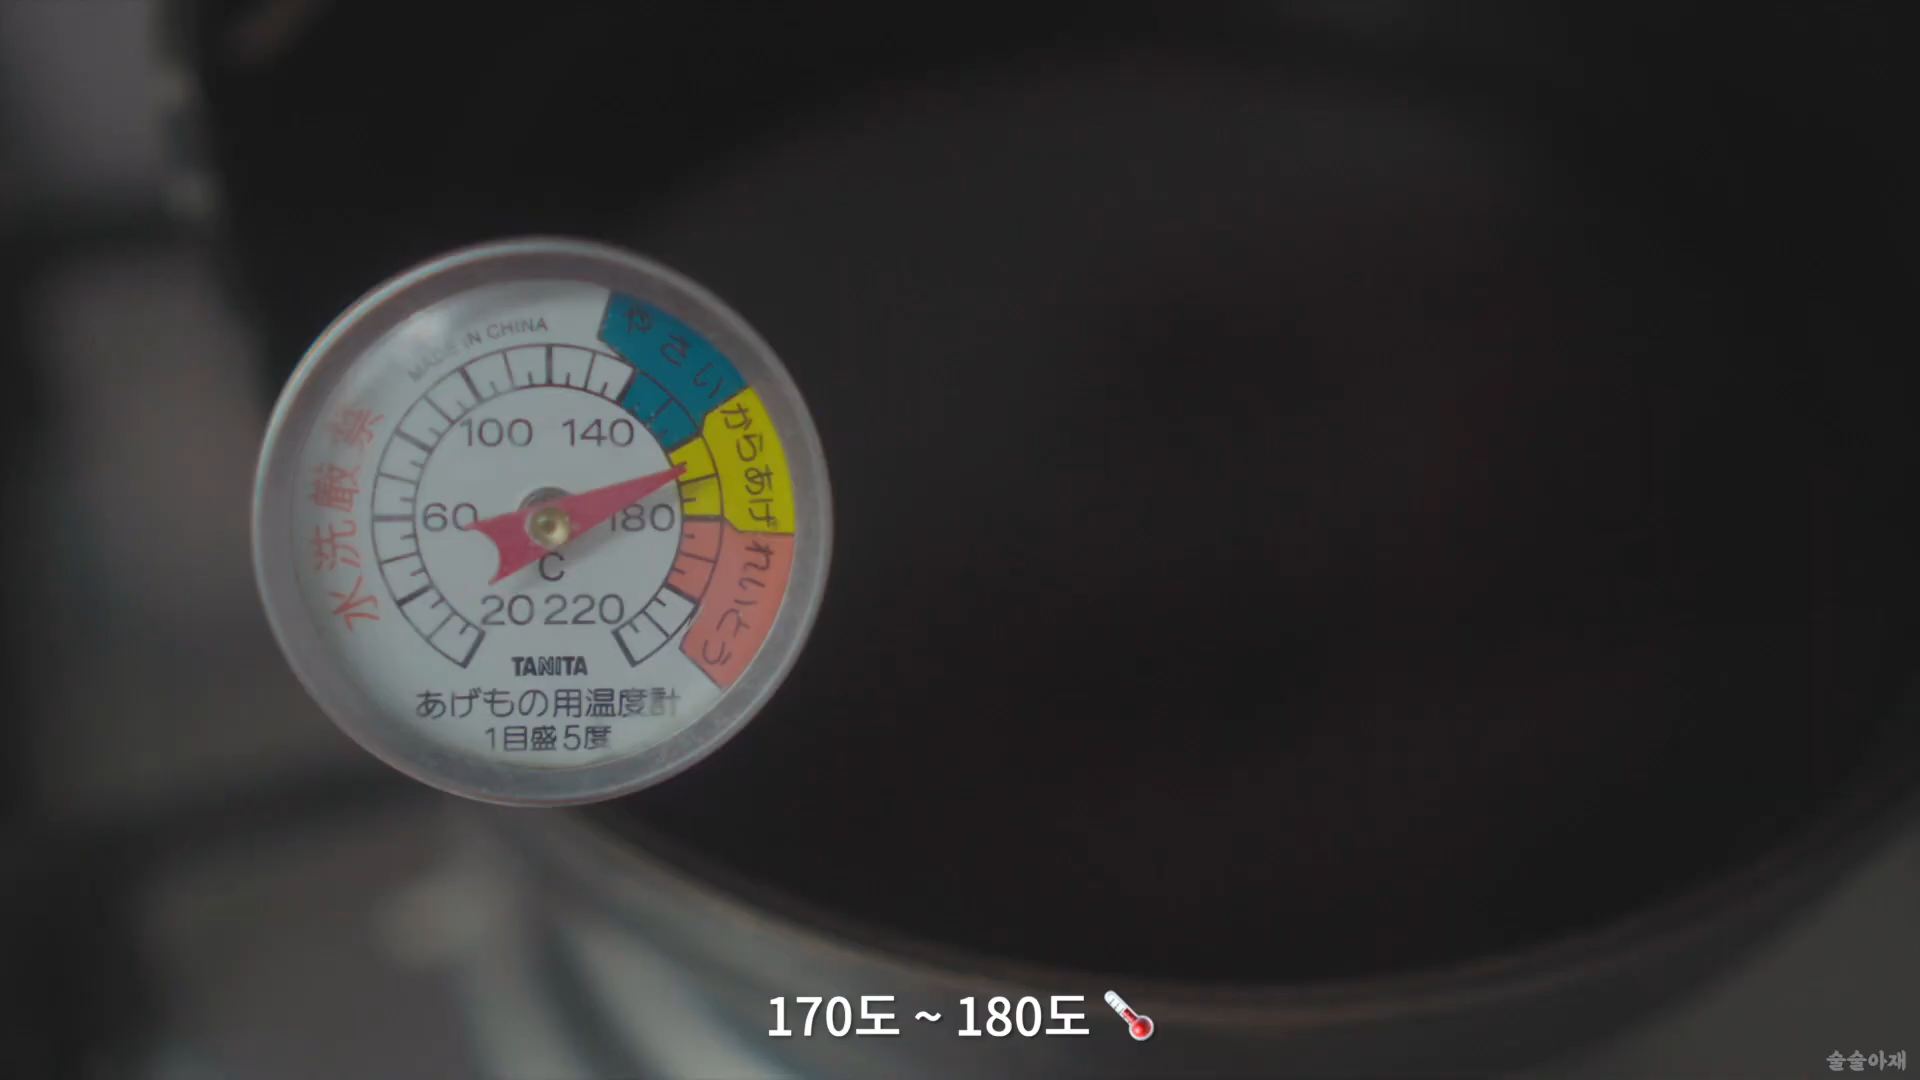 MADE IN CHINA
やさい
からあげ
れいとう
水洗厳禁
100 140
60 180
C
20 220
TANITA
あげもの用温度計
1目盛5度
170도 ~ 180도
술술아재